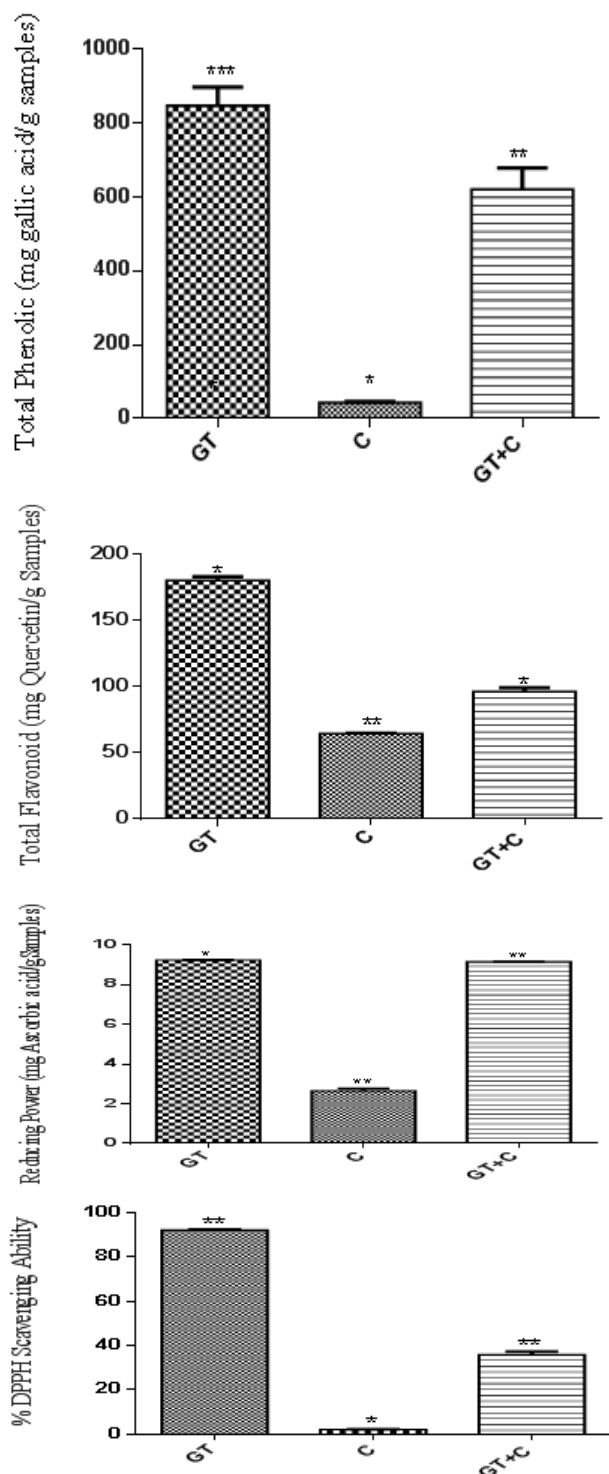 Total Phenolic (mg gallic acid/g samples)
1000
800
600
400
200
0
***
*
*
**
GT
C
GT+C
Total Flavonoid (mg Quercetin/g Samples)
200
150
100
50
0
*
**
*
GT
C
GT+C
Reducing Power (mg Ascorbic acid/gSamples)
10
8
6
4
2
0
*
**
**
GT
C
GT+C
% DPPH Scavenging Ability
100
80
60
40
20
0
**
*
**
GT
C
GT+C